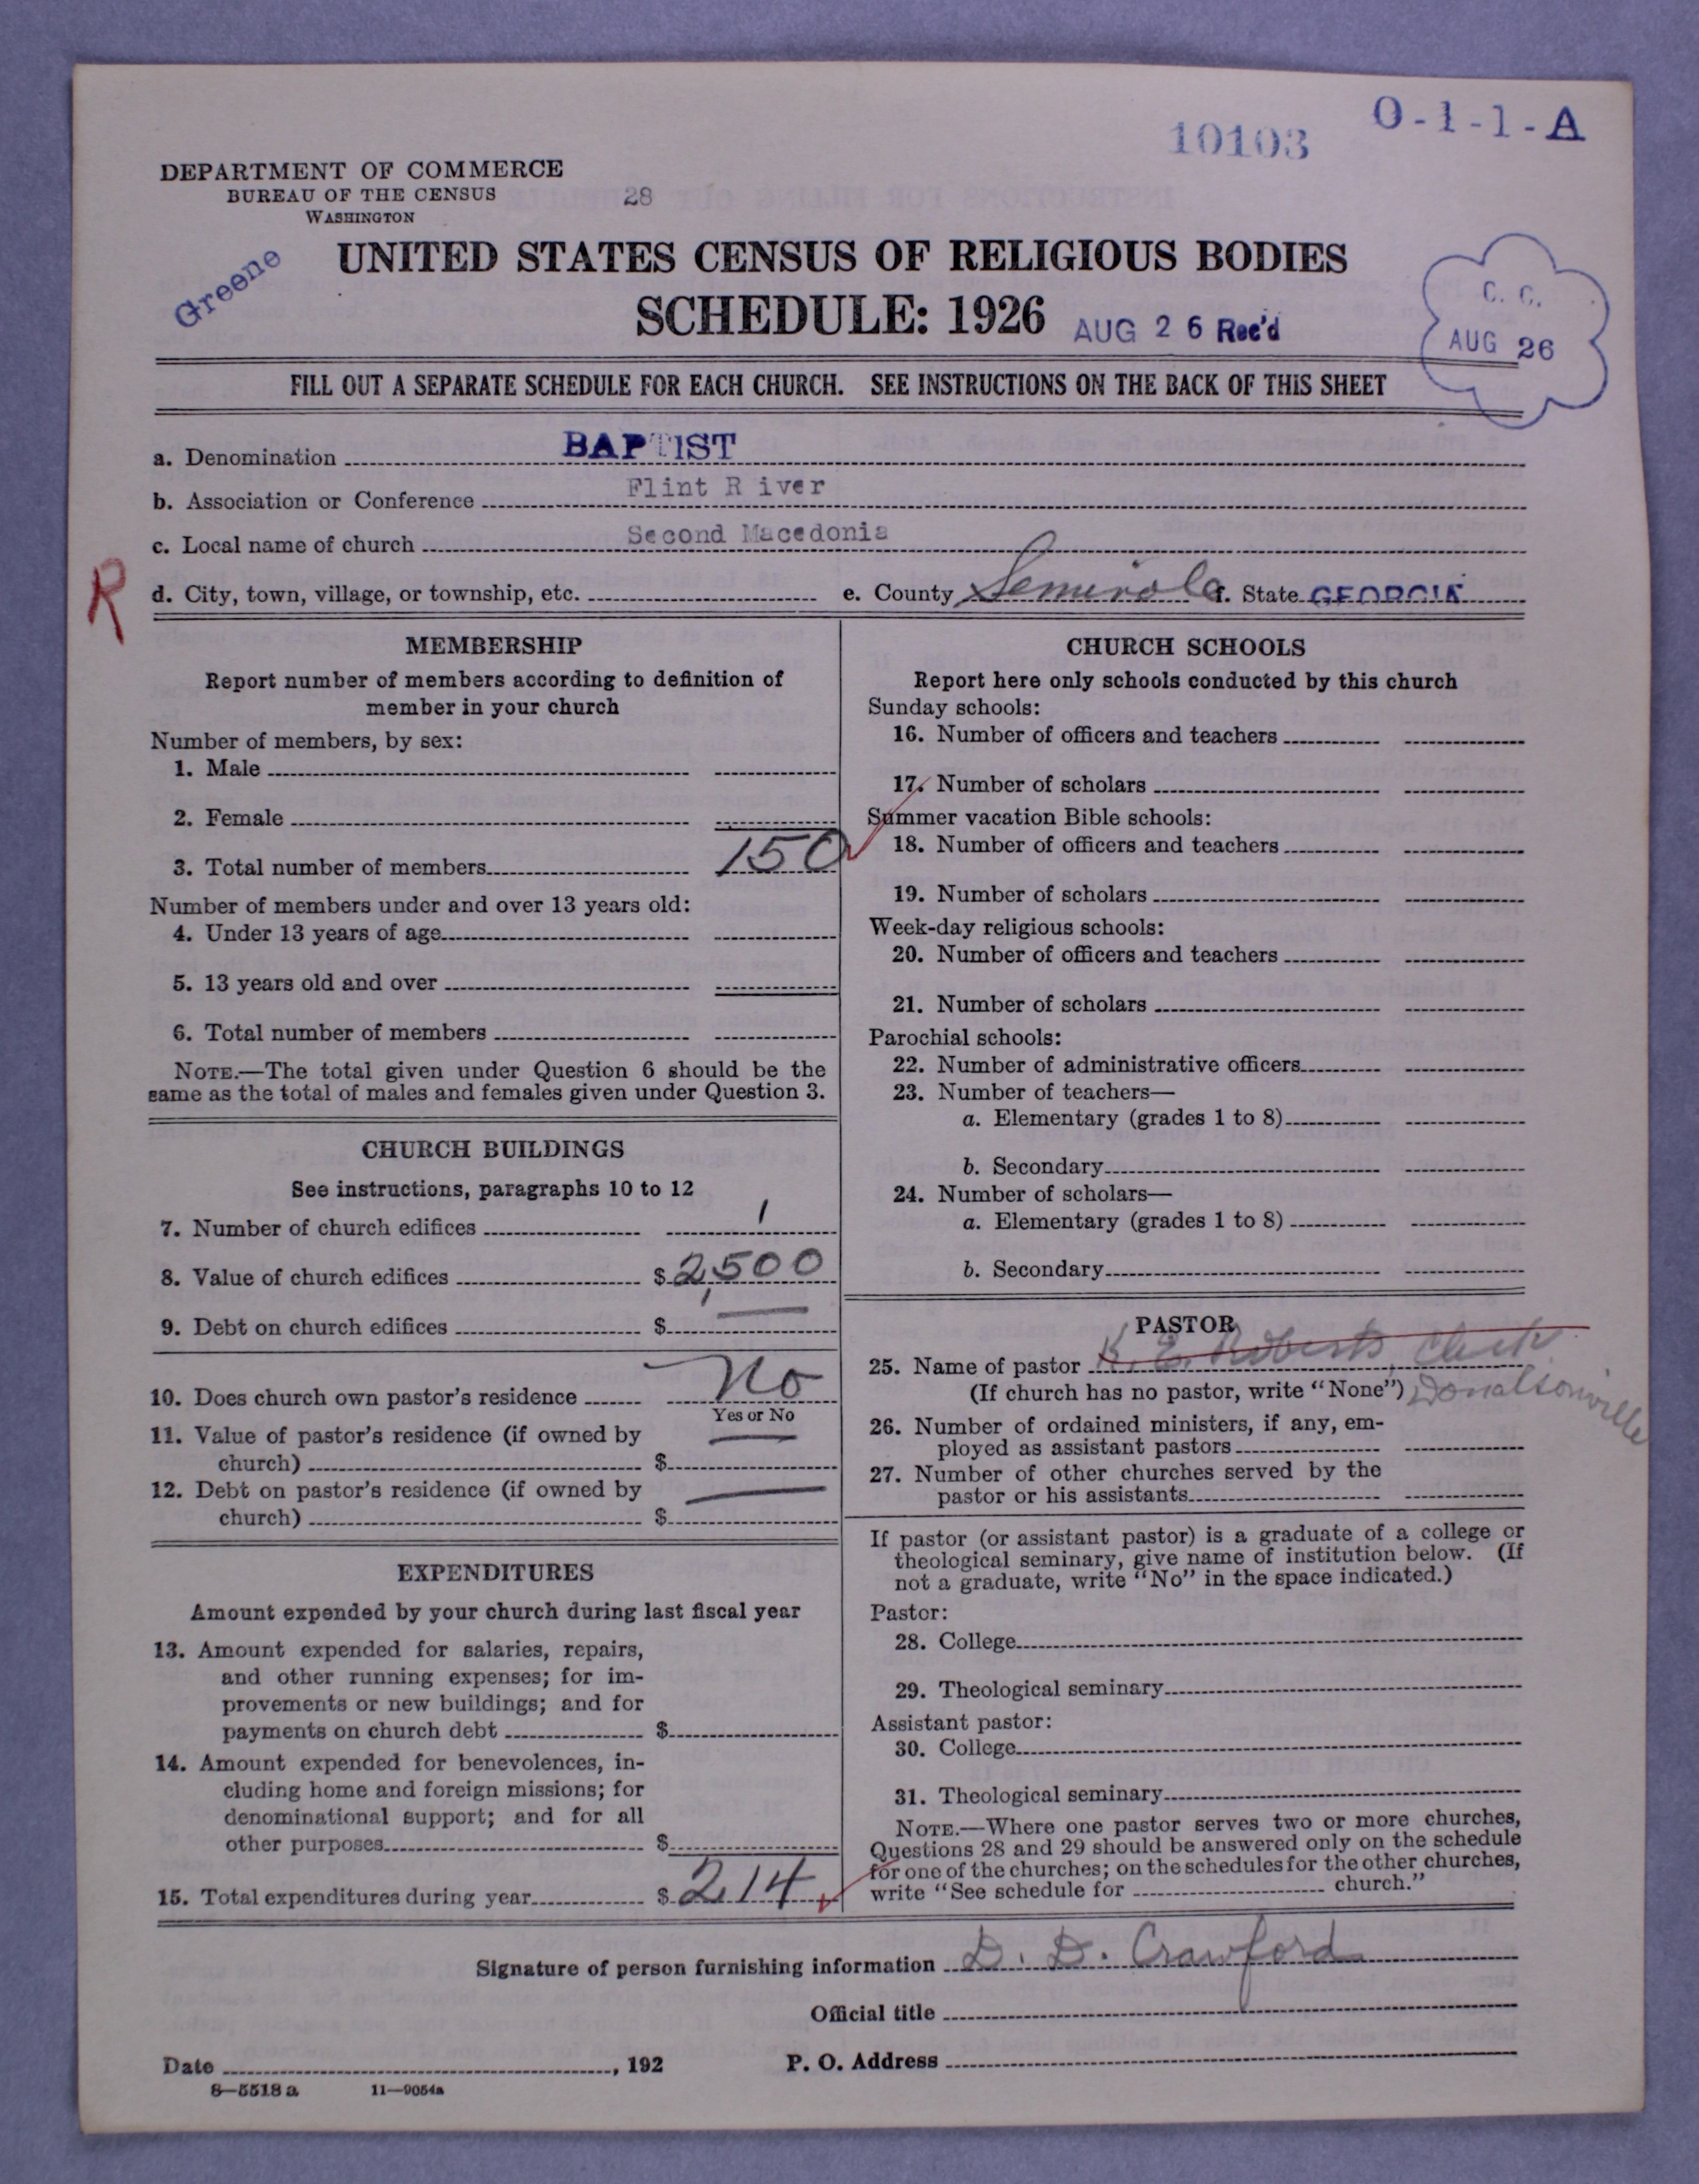 O-1-1-A
10103
DEPARTMENT OF COMMERCE
BUREAU OF THE CENSUS
28
WASHINGTON
Greene
UNITED STATES CENSUS OF RELIGIOUS BODIES
SCHEDULE: 1926
AUG 26 Rec'd
C. C.
AUG 26
FILL OUT A SEPARATE SCHEDULE FOR EACH CHURCH. SEE INSTRUCTIONS ON THE BACK OF THIS SHEET
a. Denomination BAPTIST
b. Association or Conference Flint River
c. Local name of church Second Macedonia
R
d. City, town, village, or township, etc. e. County Seminole f. State GEORGIA
MEMBERSHIP
Report number of members according to definition of
member in your church
Number of members, by sex:
1. Male
2. Female
3. Total number of members 150
Number of members under and over 13 years old:
4. Under 13 years of age
5. 13 years old and over
6. Total number of members
NOTE.—The total given under Question 6 should be the
same as the total of males and females given under Question 3.
CHURCH BUILDINGS
See instructions, paragraphs 10 to 12
7. Number of church edifices 1
8. Value of church edifices $ 2,500
9. Debt on church edifices $ —
10. Does church own pastor's residence No
Yes or No
11. Value of pastor's residence (if owned by
church) $ —
12. Debt on pastor's residence (if owned by
church) $ —
EXPENDITURES
Amount expended by your church during last fiscal year
13. Amount expended for salaries, repairs,
and other running expenses; for im-
provements or new buildings; and for
payments on church debt $
14. Amount expended for benevolences, in-
cluding home and foreign missions; for
denominational support; and for all
other purposes $
15. Total expenditures during year $ 214
CHURCH SCHOOLS
Report here only schools conducted by this church
Sunday schools:
16. Number of officers and teachers
17. Number of scholars
Summer vacation Bible schools:
18. Number of officers and teachers
19. Number of scholars
Week-day religious schools:
20. Number of officers and teachers
21. Number of scholars
Parochial schools:
22. Number of administrative officers
23. Number of teachers—
a. Elementary (grades 1 to 8)
b. Secondary
24. Number of scholars—
a. Elementary (grades 1 to 8)
b. Secondary
PASTOR
25. Name of pastor K. E. Roberts, Clerk
(If church has no pastor, write "None") Donalsonville
26. Number of ordained ministers, if any, em-
ployed as assistant pastors
27. Number of other churches served by the
pastor or his assistants
If pastor (or assistant pastor) is a graduate of a college or
theological seminary, give name of institution below. (If
not a graduate, write "No" in the space indicated.)
Pastor:
28. College
29. Theological seminary
Assistant pastor:
30. College
31. Theological seminary
NOTE.—Where one pastor serves two or more churches,
Questions 28 and 29 should be answered only on the schedule
for one of the churches; on the schedules for the other churches,
write "See schedule for church."
Signature of person furnishing information D. D. Crawford
Official title
Date , 192 P. O. Address
8—5518 a 11—9054a